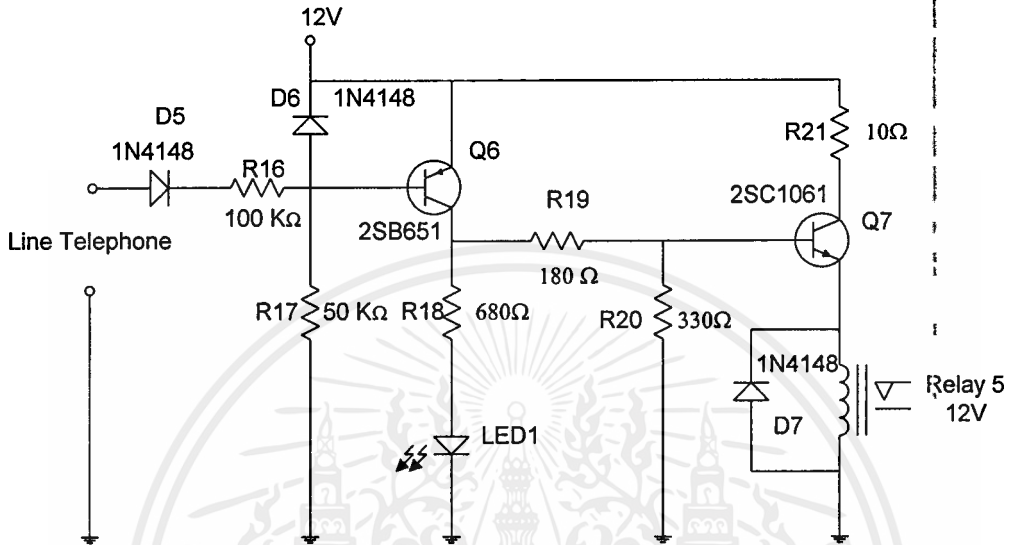 12V
D6 1N4148
D5
1N4148
R16
100 KΩ
Q6
2SB651
R19
180 Ω
R21 10Ω
2SC1061
Q7
Line Telephone
R17 50 KΩ
R18 680Ω
R20 330Ω
1N4148
D7
Relay 5
12V
LED1